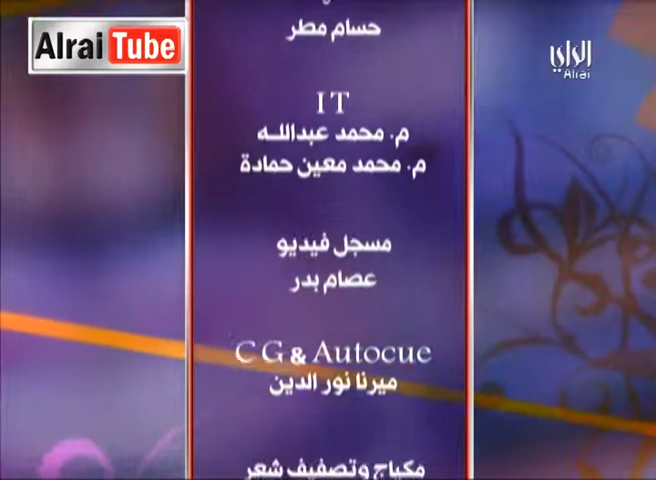 Alrai Tube
الراي
Alrai
حسام مطر
IT
م. محمد عبداللـه
م. محمد معين حمادة
مسجل فيديو
عصام بدر
CG & Autocue
ميرنا نور الدين
مكياج وتصفيف شعر